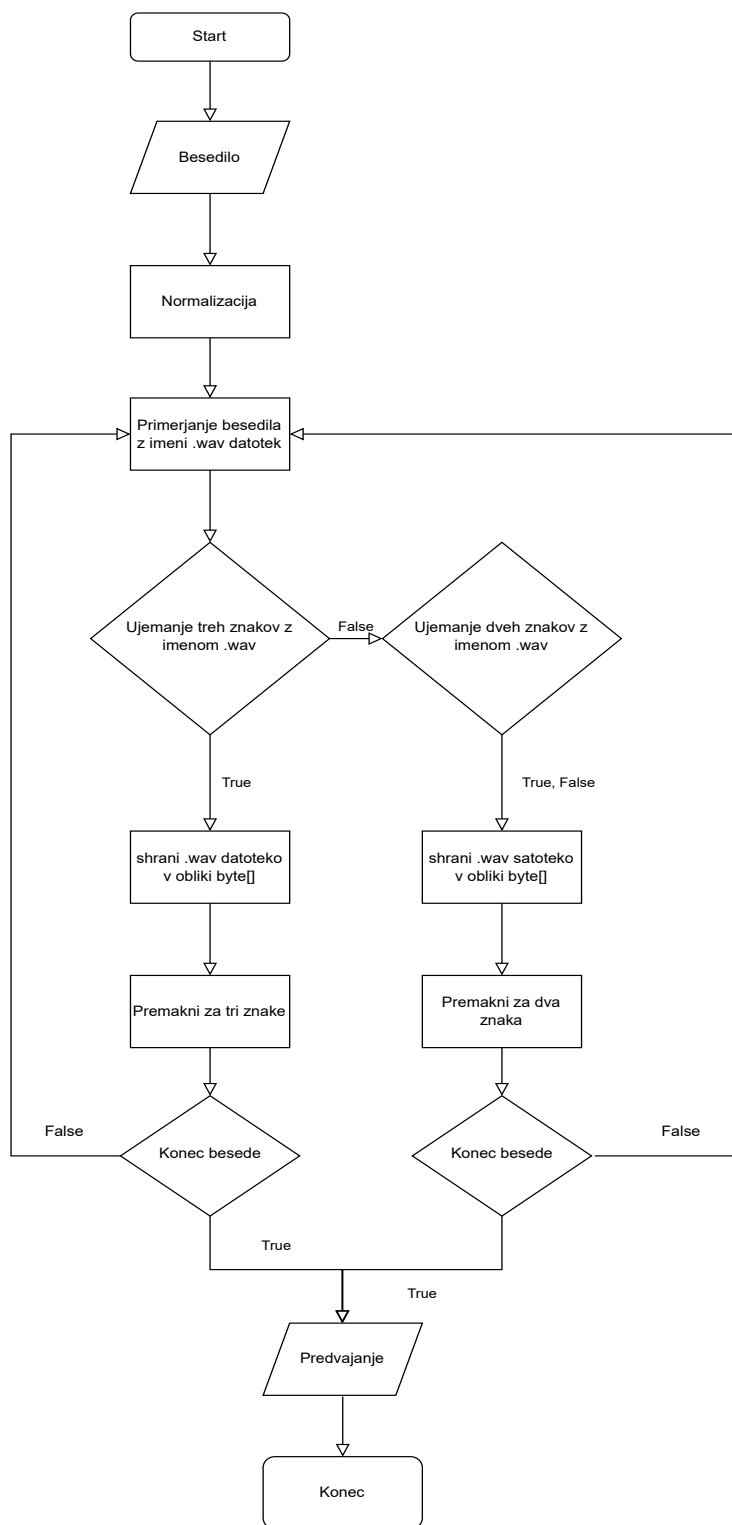 Start
Besedilo
Normalizacija
Primerjanje besedila
z imeni .wav datotek
Ujemanje treh znakov z
imenom .wav
False
Ujemanje dveh znakov z
imenom .wav
True
True, False
shrani .wav datoteko
v obliki byte[]
shrani .wav satoteko
v obliki byte[]
Premakni za tri znake
Premakni za dva
znaka
False
Konec besede
Konec besede
False
True
True
Predvajanje
Konec